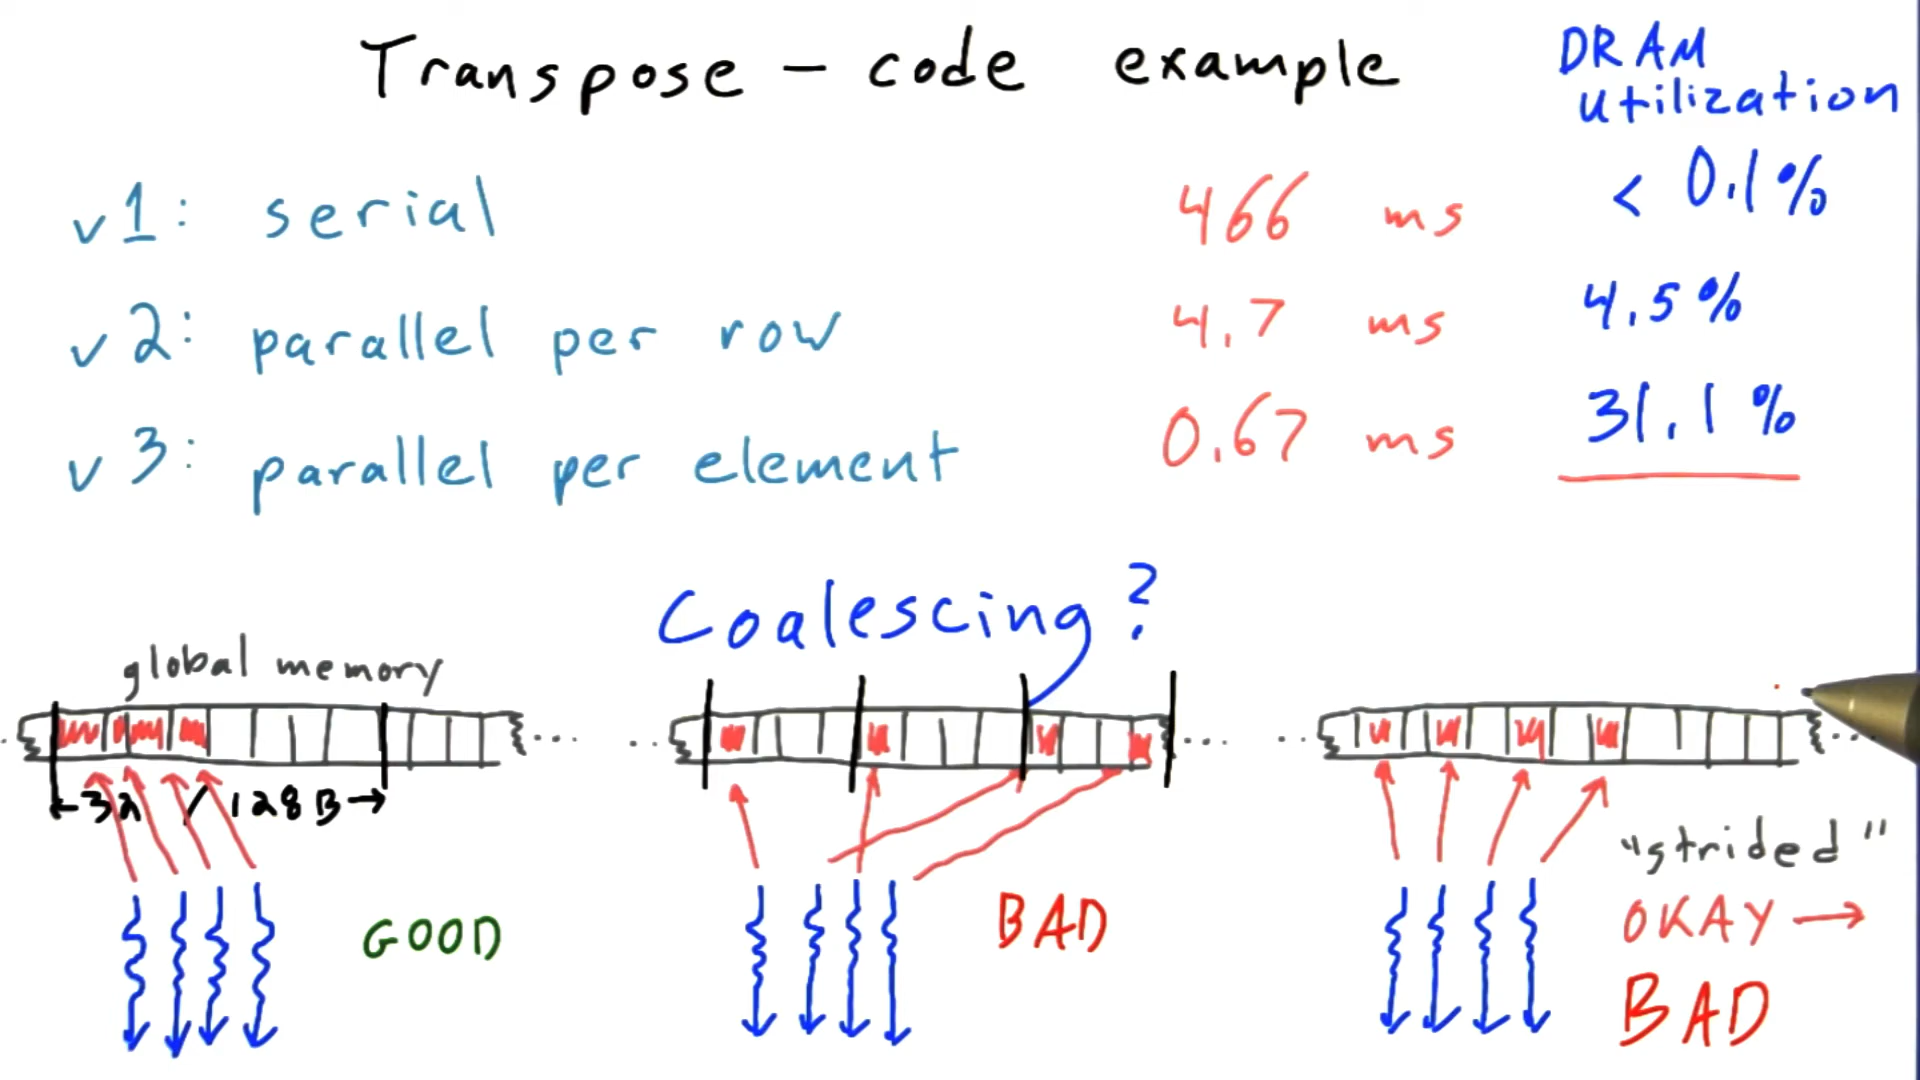 Transpose – code example
DRAM
utilization
v1: serial 466 ms < 0.1%
v2: parallel per row 4.7 ms 4.5%
v3: parallel per element 0.67 ms 31.1%
Coalescing?
global memory
32 / 128B
"strided"
GOOD
BAD
OKAY →
BAD